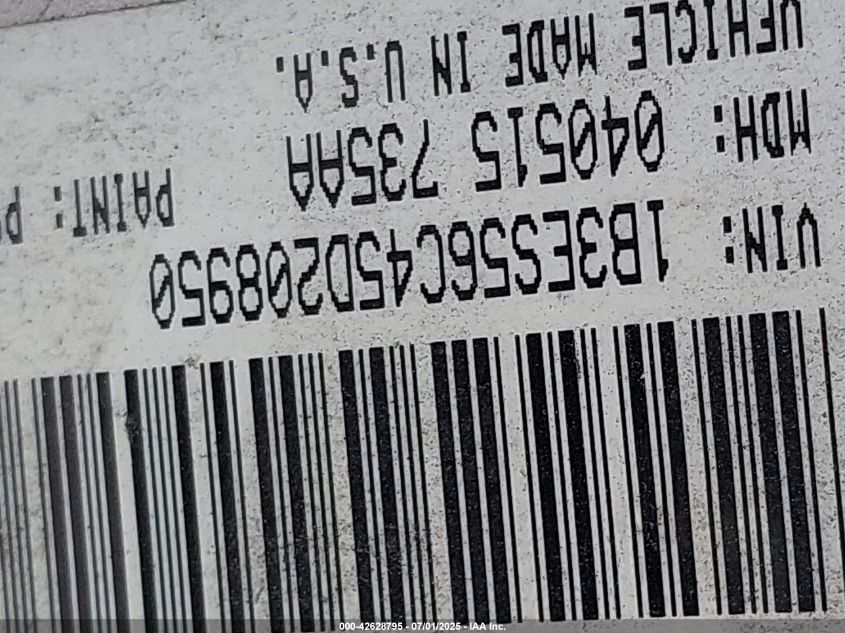 VIN: 1B3ES56C45D208950
MDH: 040515 735AA PAINT:
VEHICLE MADE IN U.S.A.
000-42628795 - 07/01/2025 - IAA Inc.